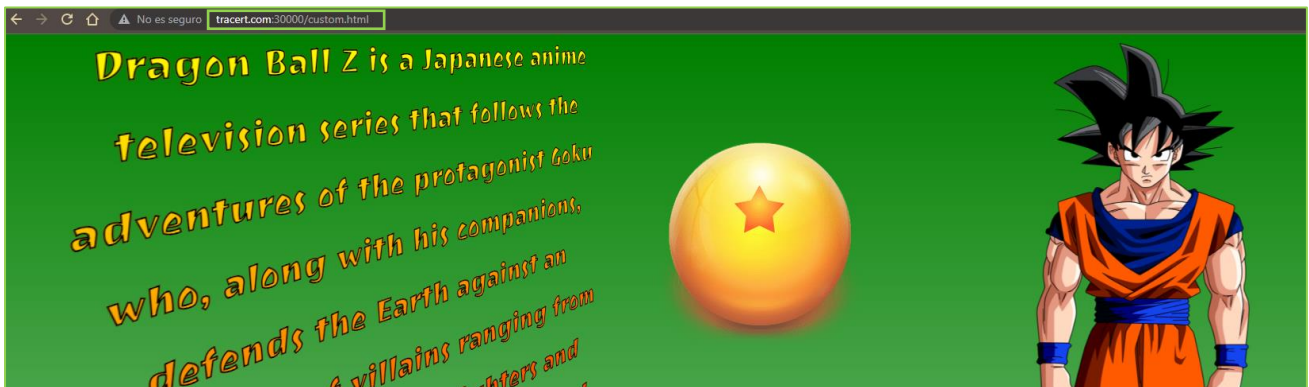 No es seguro tracert.com:30000/custom.html
Dragon Ball Z is a Japanese anime
television series that follows the
adventures of the protagonist Goku
who, along with his companions,
defends the Earth against an
villains ranging from
and